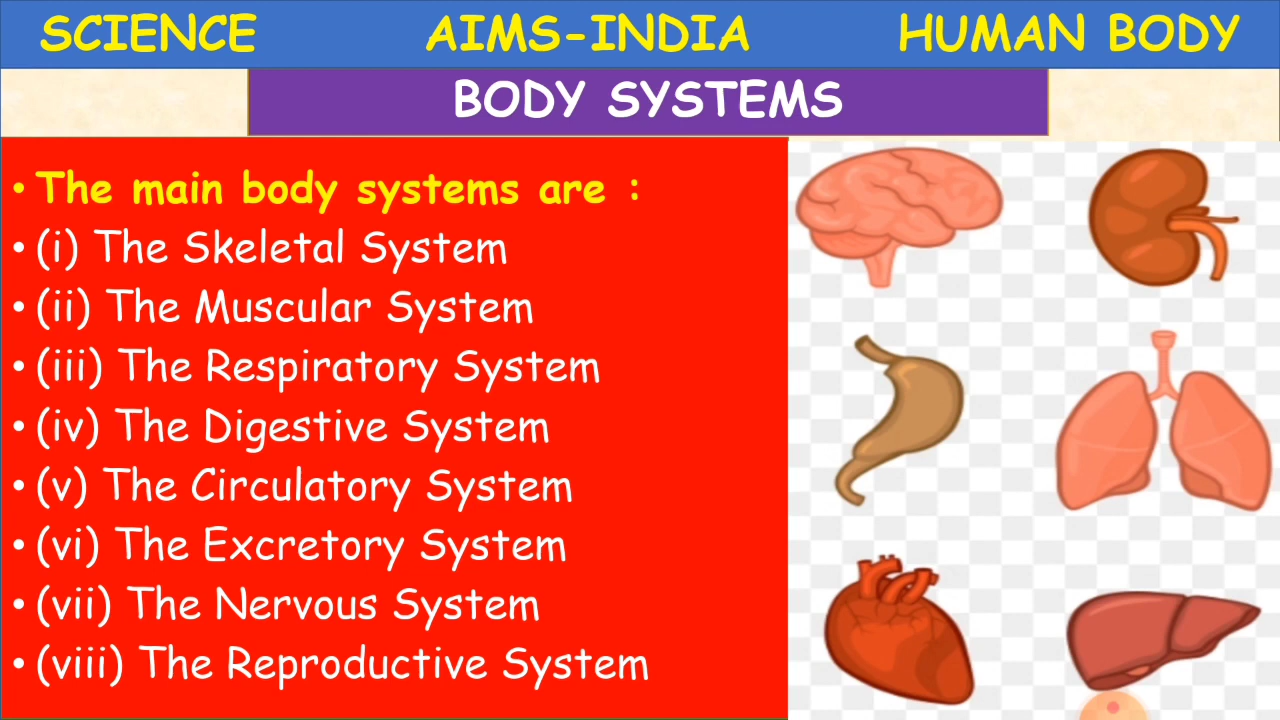 SCIENCE AIMS-INDIA HUMAN BODY
BODY SYSTEMS
• The main body systems are :
• (i) The Skeletal System
• (ii) The Muscular System
• (iii) The Respiratory System
• (iv) The Digestive System
• (v) The Circulatory System
• (vi) The Excretory System
• (vii) The Nervous System
• (viii) The Reproductive System